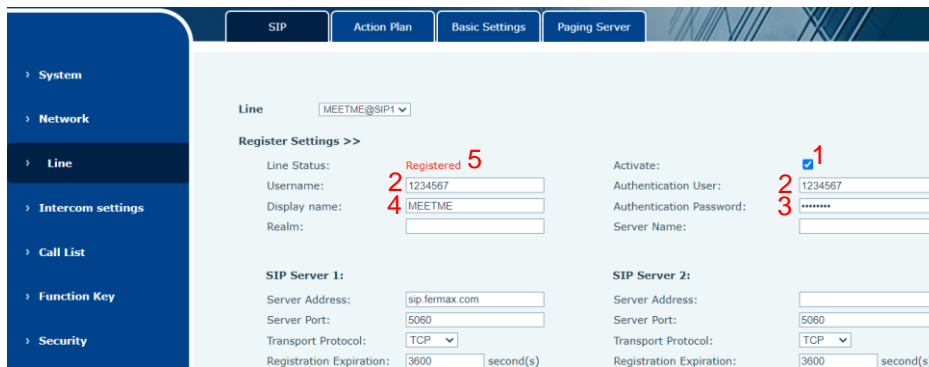 SIP Action Plan Basic Settings Paging Server
System
Network
Line
Intercom settings
Call List
Function Key
Security
Line MEETME@SIP1
Register Settings >>
Line Status: Registered 5 Activate: 1
Username: 2 1234567 Authentication User: 2 1234567
Display name: 4 MEETME Authentication Password: 3 ••••••••
Realm: Server Name:
SIP Server 1: SIP Server 2:
Server Address: sip.fermax.com Server Address:
Server Port: 5060 Server Port: 5060
Transport Protocol: TCP Transport Protocol: TCP
Registration Expiration: 3600 second(s) Registration Expiration: 3600 second(s